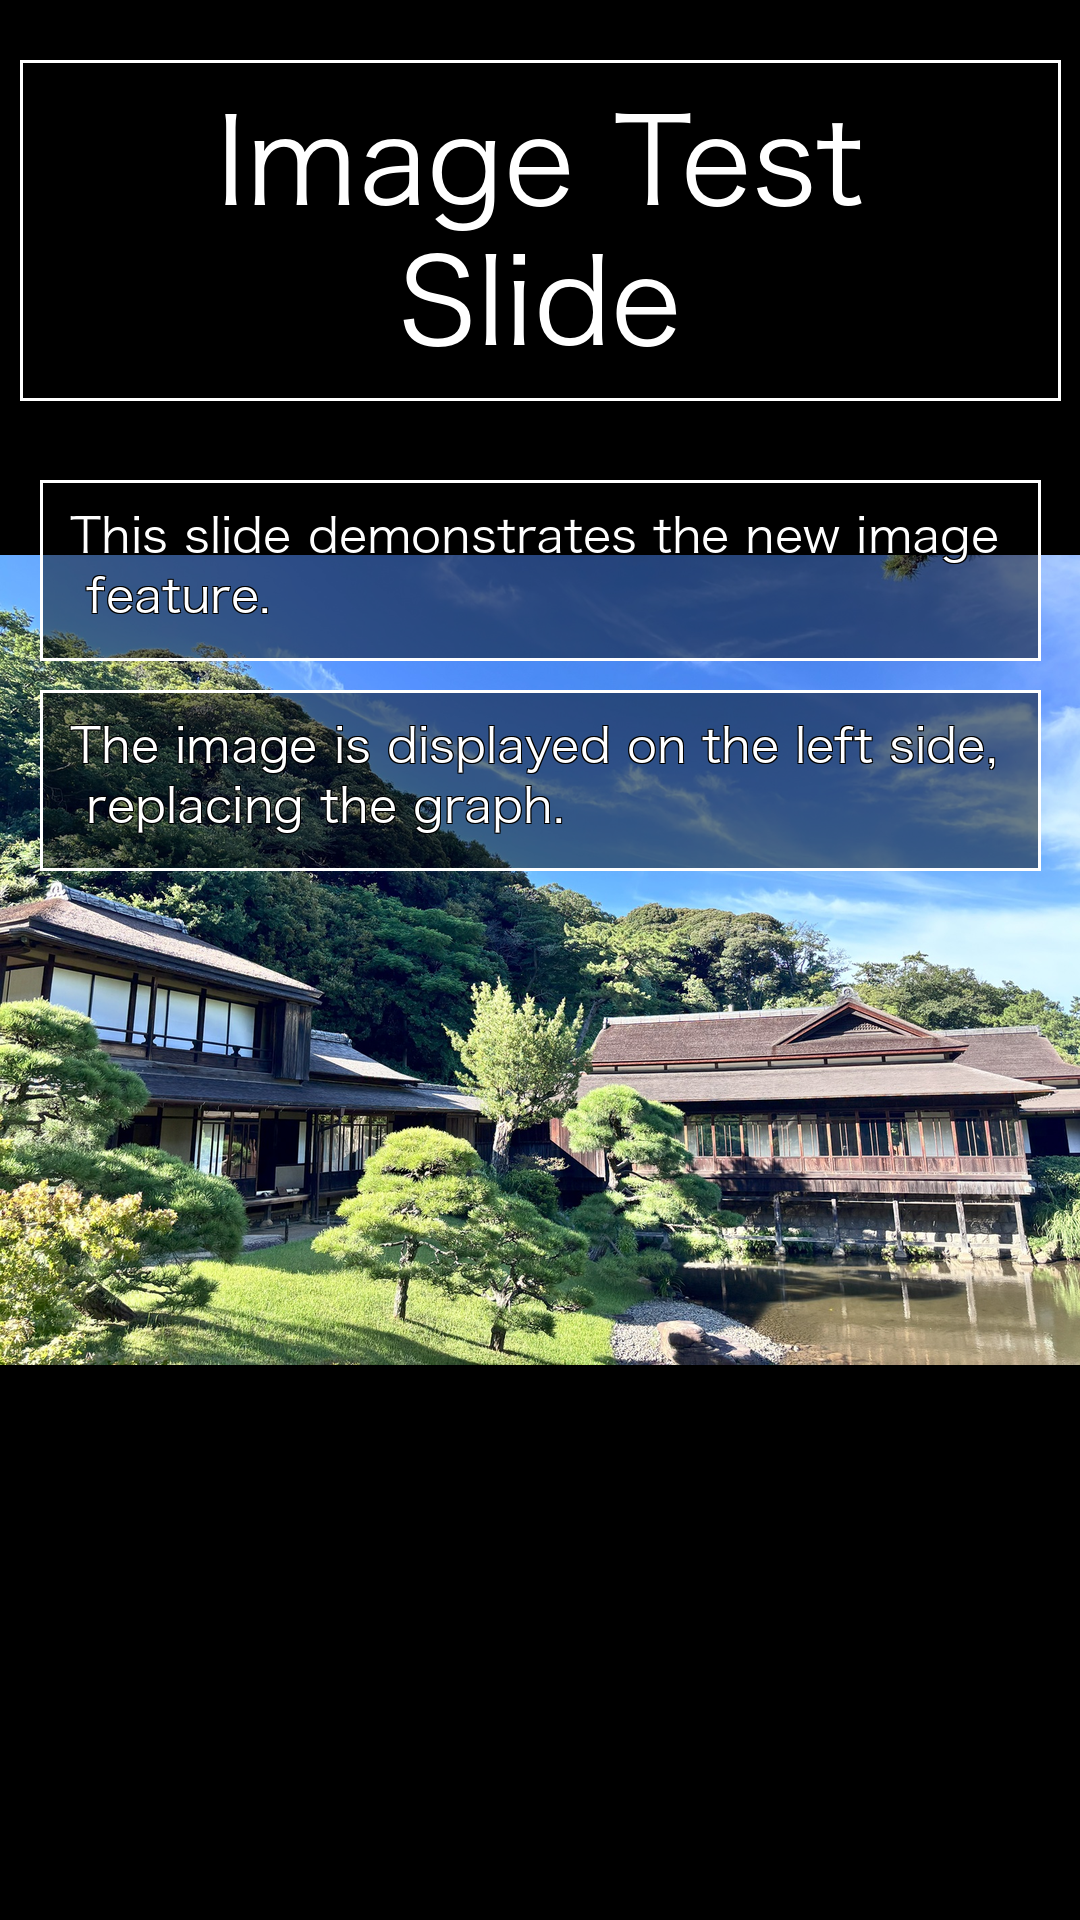 Image Test
Slide
This slide demonstrates the new image
feature.
The image is displayed on the left side,
replacing the graph.